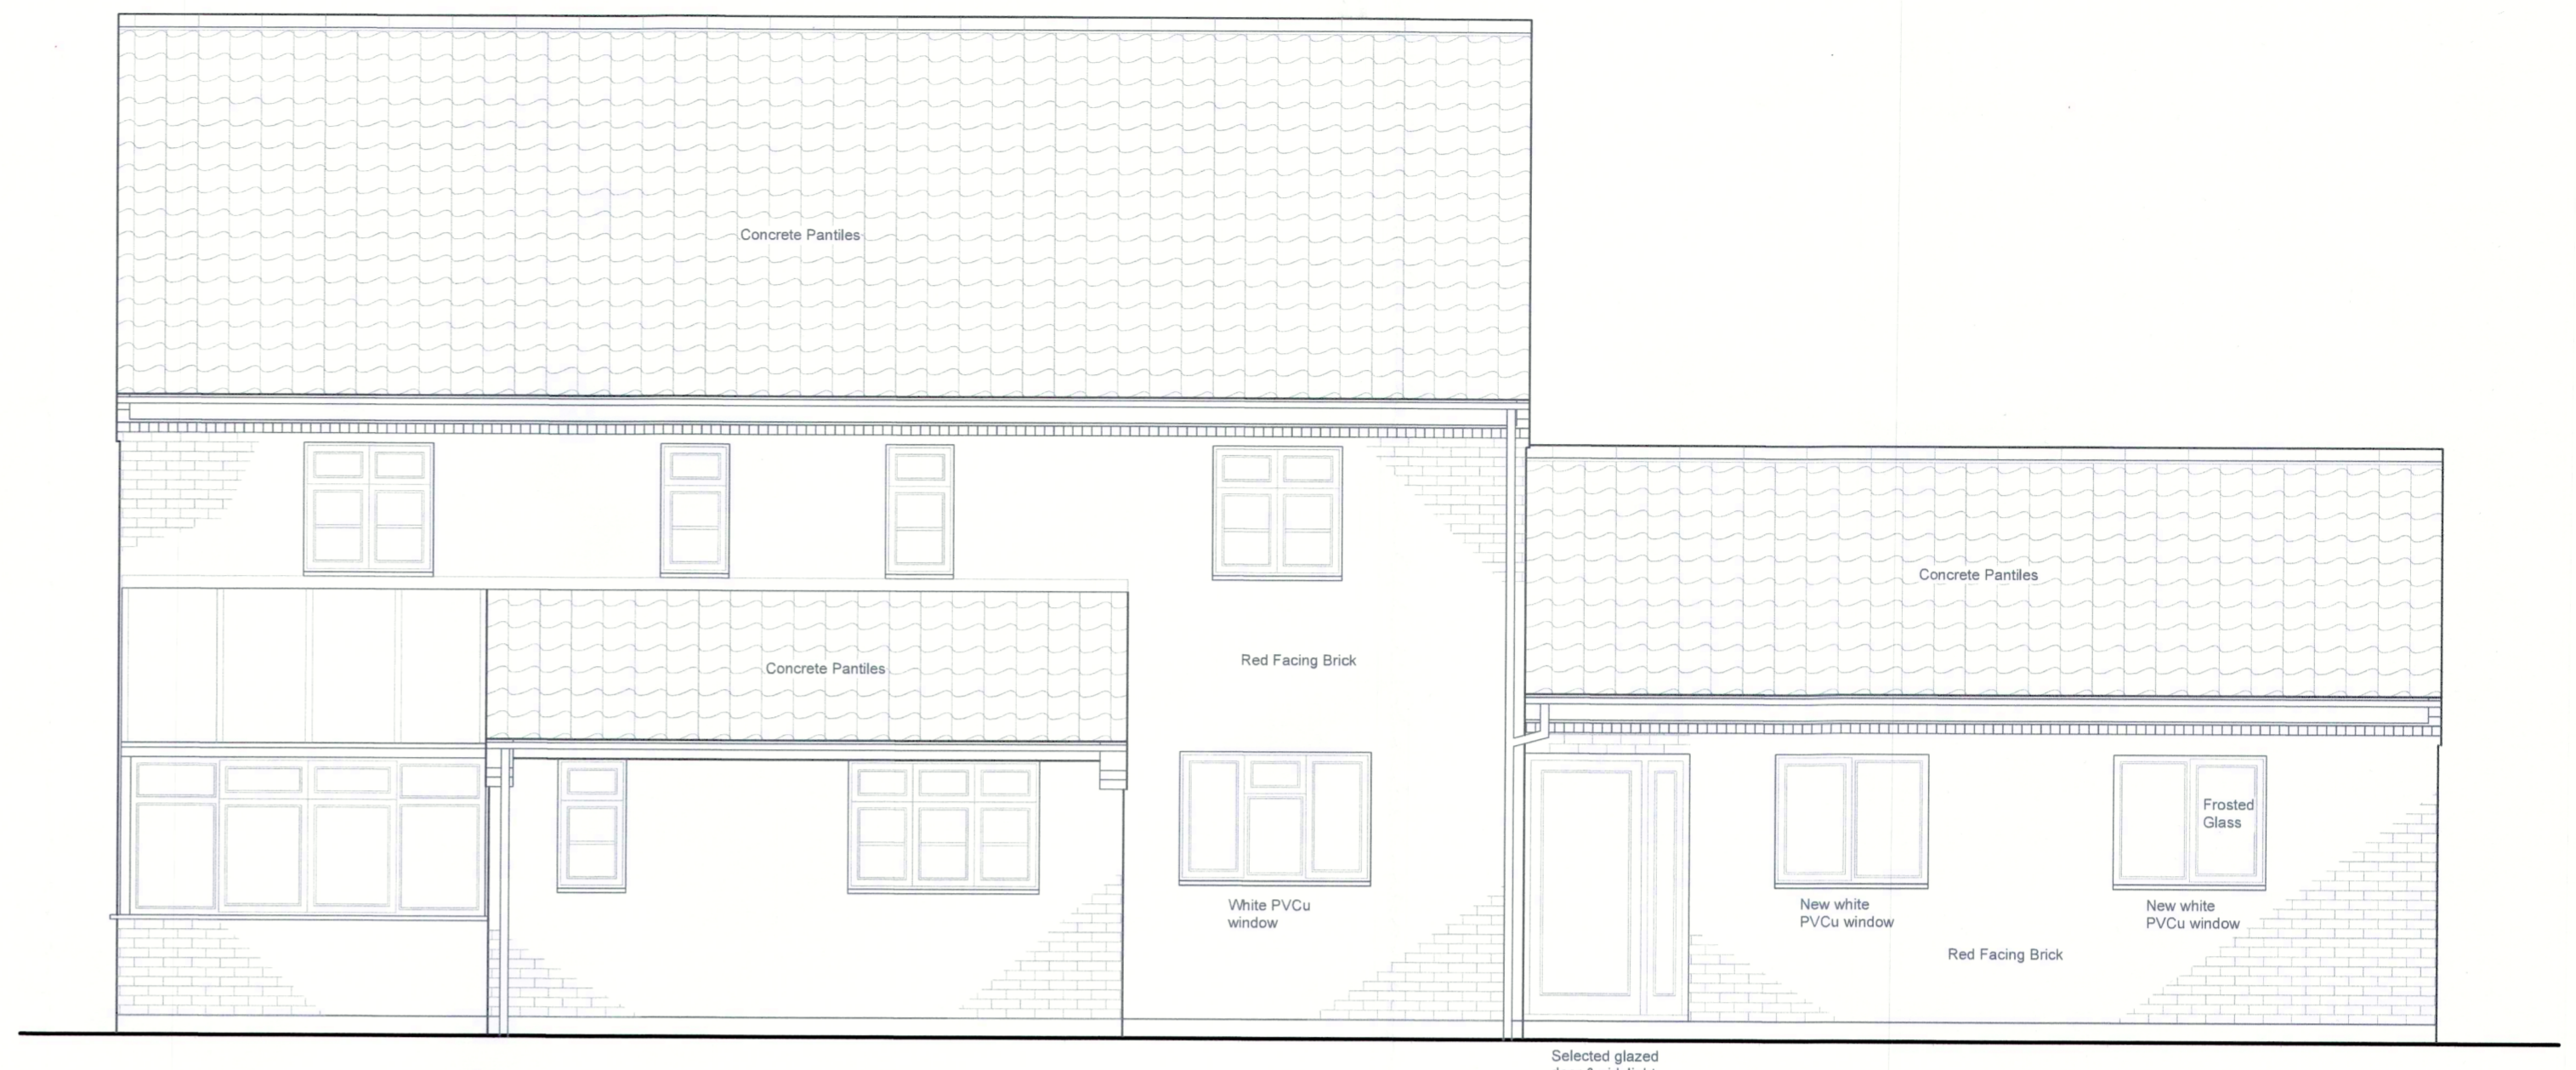 Concrete Pantiles
Concrete Pantiles
Concrete Pantiles
Red Facing Brick
Frosted
Glass
White PVCu
window
New white
PVCu window
New white
PVCu window
Red Facing Brick
Selected glazed